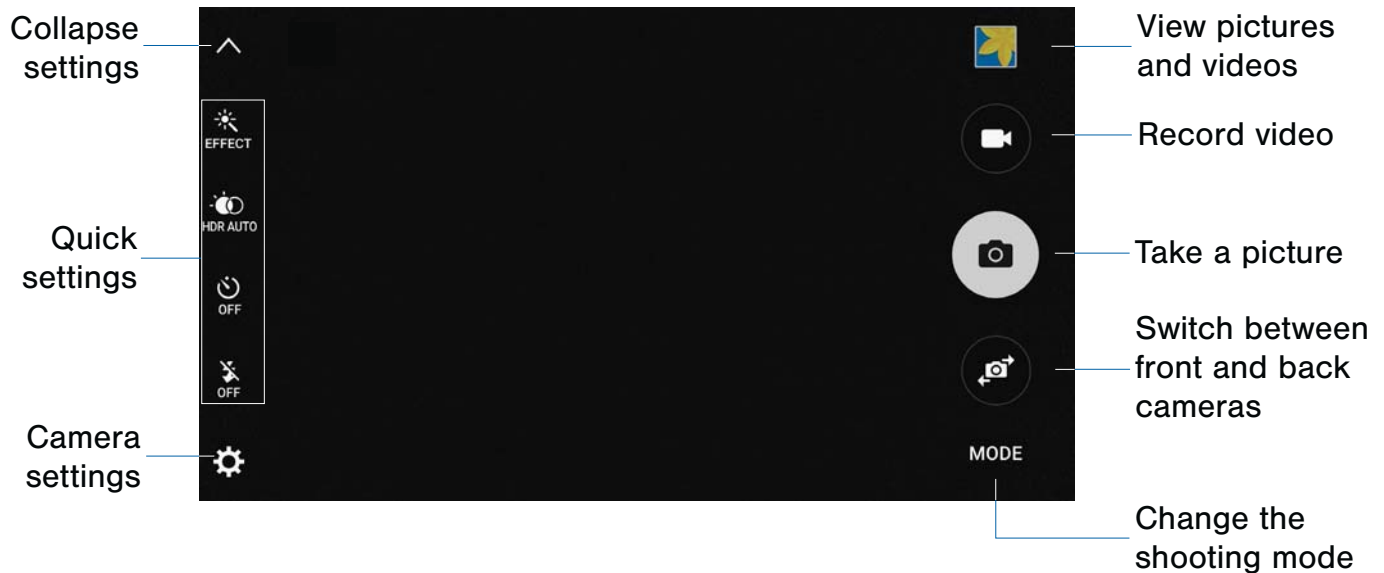 Collapse
settings
EFFECT
HDR AUTO
Quick
settings
OFF
OFF
Camera
settings
View pictures
and videos
Record video
Take a picture
Switch between
front and back
cameras
MODE
Change the
shooting mode